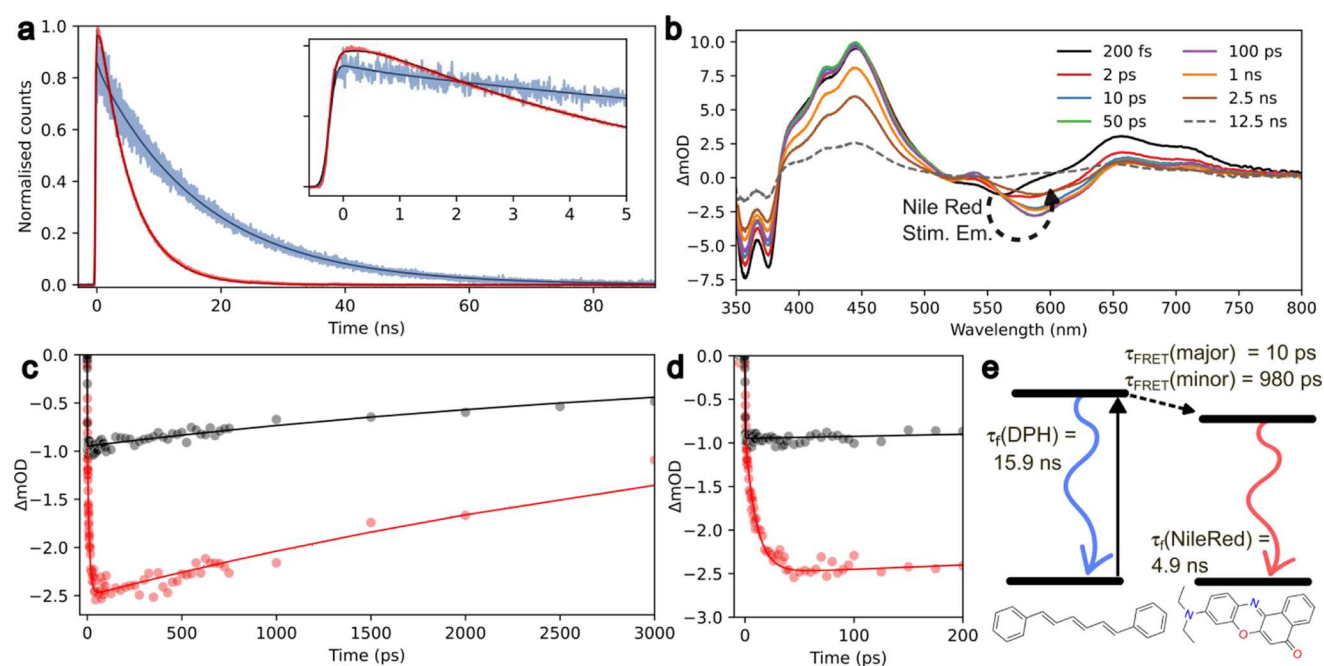 a
1.0
0.8
0.6
0.4
0.2
0.0
Normalised counts
0 1 2 3 4 5
0 20 40 60 80
Time (ns)
b
10.0
7.5
5.0
2.5
0.0
−2.5
−5.0
−7.5
ΔmOD
200 fs
2 ps
10 ps
50 ps
100 ps
1 ns
2.5 ns
12.5 ns
Nile Red
Stim. Em.
350 400 450 500 550 600 650 700 750 800
Wavelength (nm)
c
0.0
−0.5
−1.0
−1.5
−2.0
−2.5
ΔmOD
0 500 1000 1500 2000 2500 3000
Time (ps)
d
0.0
−0.5
−1.0
−1.5
−2.0
−2.5
−3.0
ΔmOD
0 100 200
Time (ps)
e
τFRET(major) = 10 ps
τFRET(minor) = 980 ps
τf(DPH) =
15.9 ns
τf(NileRed) =
4.9 ns
N
N
O
O